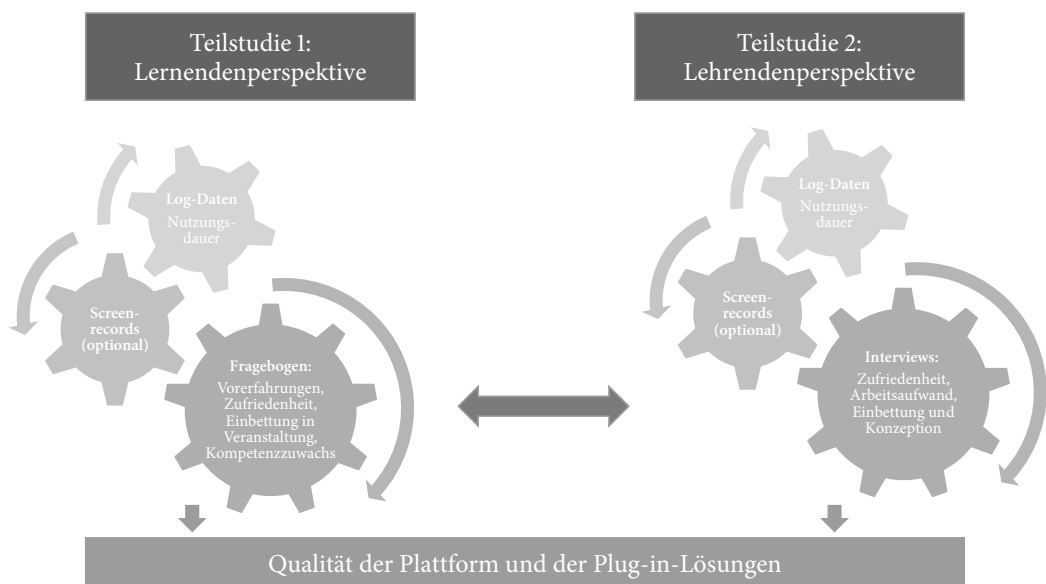 Teilstudie 1:
Lernendenperspektive
Log-Daten
Nutzungs-
dauer
Screen-
records
(optional)
Fragebogen:
Vorerfahrungen,
Zufriedenheit,
Einbettung in
Veranstaltung,
Kompetenzzuwachs
Teilstudie 2:
Lehrendenperspektive
Log-Daten
Nutzungs-
dauer
Screen-
records
(optional)
Interviews:
Zufriedenheit,
Arbeitsaufwand,
Einbettung und
Konzeption
Qualität der Plattform und der Plug-in-Lösungen